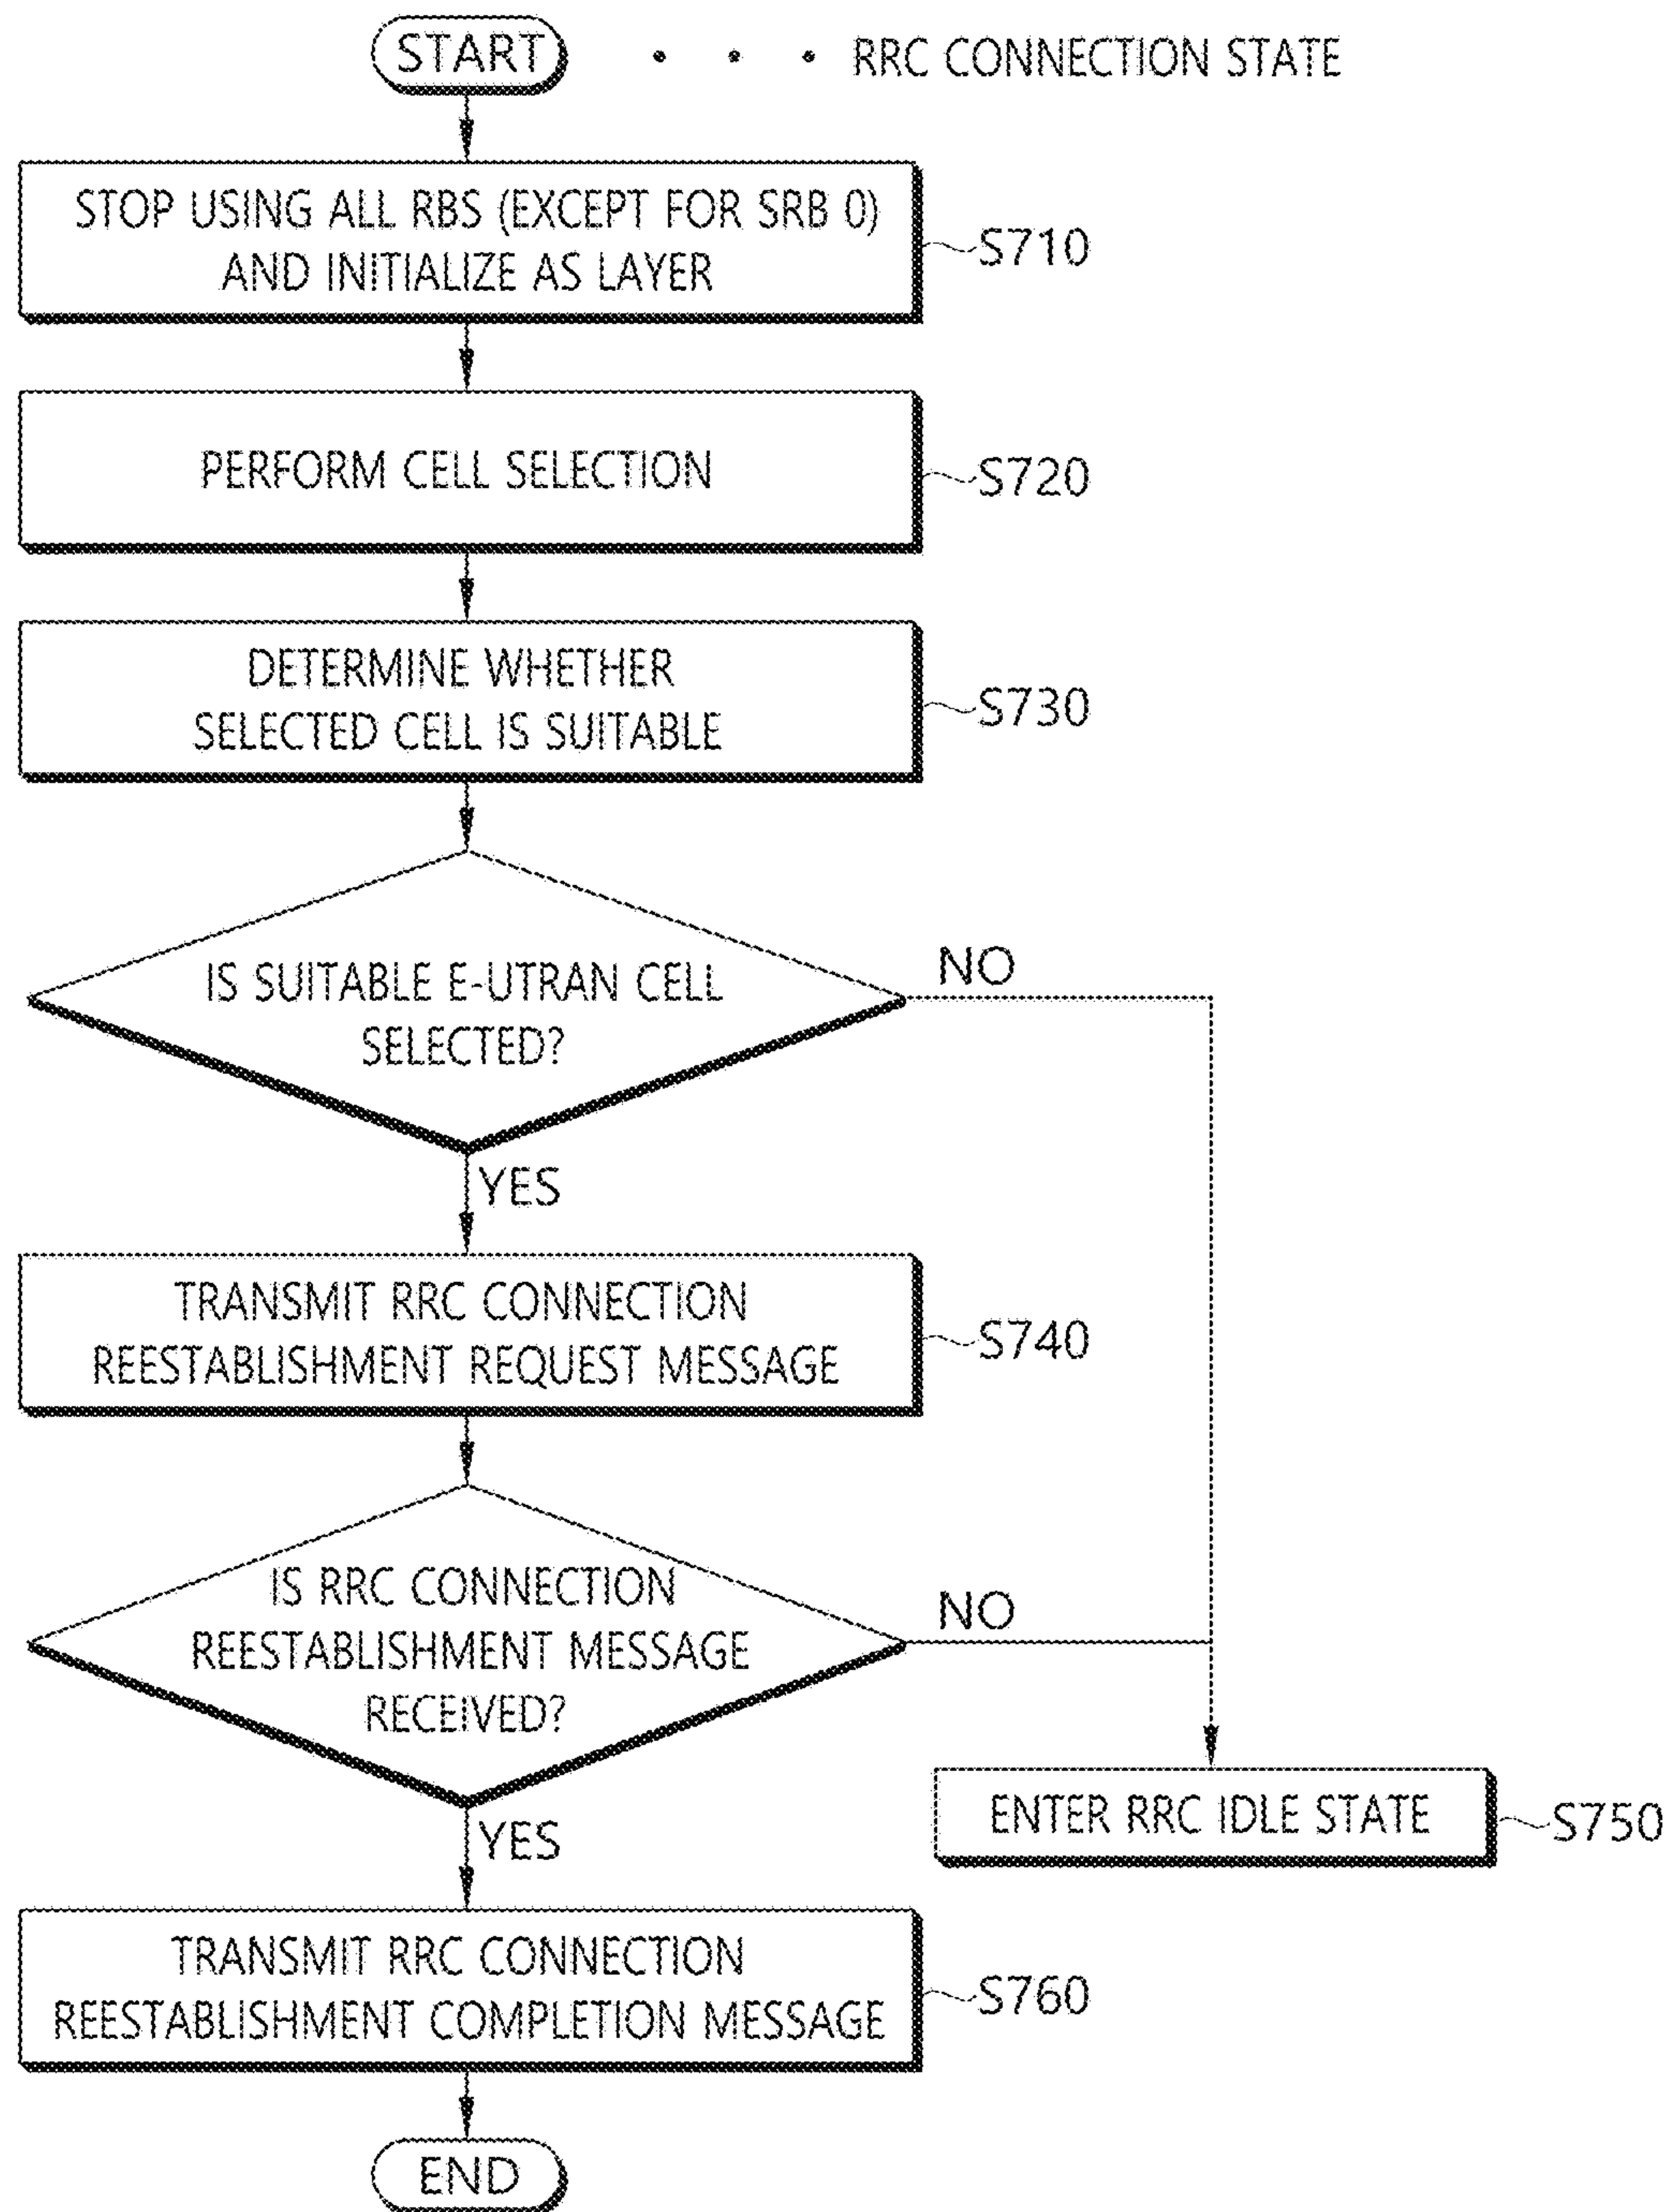 START
• • • RRC CONNECTION STATE
STOP USING ALL RBS (EXCEPT FOR SRB 0)
AND INITIALIZE AS LAYER
S710
PERFORM CELL SELECTION
S720
DETERMINE WHETHER
SELECTED CELL IS SUITABLE
S730
IS SUITABLE E-UTRAN CELL
SELECTED?
NO
YES
TRANSMIT RRC CONNECTION
REESTABLISHMENT REQUEST MESSAGE
S740
IS RRC CONNECTION
REESTABLISHMENT MESSAGE
RECEIVED?
NO
YES
ENTER RRC IDLE STATE
S750
TRANSMIT RRC CONNECTION
REESTABLISHMENT COMPLETION MESSAGE
S760
END